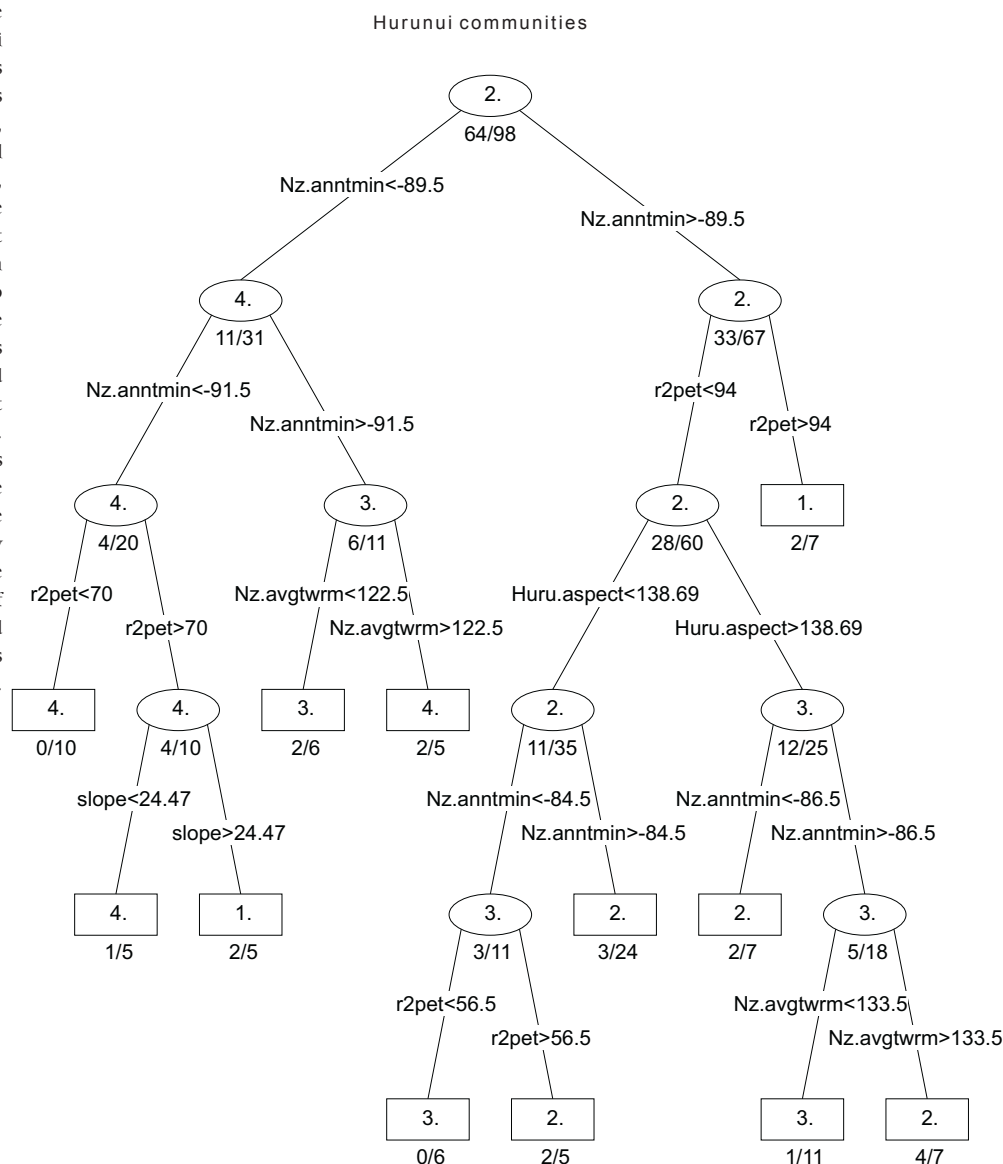 Hurunui communities
2.
64/98
Nz.anntmin<-89.5
Nz.anntmin>-89.5
4.
2.
11/31
33/67
Nz.anntmin<-91.5
r2pet<94
Nz.anntmin>-91.5
r2pet>94
4.
3.
2.
1.
4/20
6/11
28/60
2/7
r2pet<70
Nz.avgtwrm<122.5
Huru.aspect<138.69
r2pet>70
Nz.avgtwrm>122.5
Huru.aspect>138.69
4.
4.
3.
4.
2.
3.
0/10
4/10
2/6
2/5
11/35
12/25
slope<24.47
Nz.anntmin<-84.5
Nz.anntmin<-86.5
slope>24.47
Nz.anntmin>-84.5
Nz.anntmin>-86.5
4.
1.
3.
2.
2.
3.
1/5
2/5
3/11
3/24
2/7
5/18
r2pet<56.5
Nz.avgtwrm<133.5
r2pet>56.5
Nz.avgtwrm>133.5
3.
2.
3.
2.
0/6
2/5
1/11
4/7